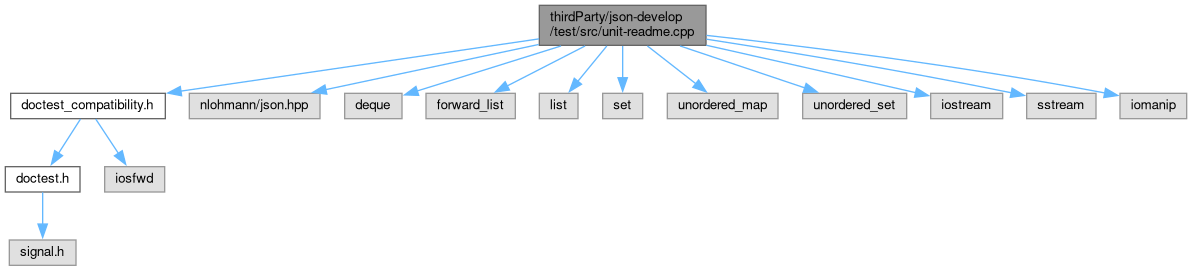 thirdParty/json-develop
/test/src/unit-readme.cpp
doctest_compatibility.h
nlohmann/json.hpp
deque
forward_list
list
set
unordered_map
unordered_set
iostream
sstream
iomanip
doctest.h
iosfwd
signal.h